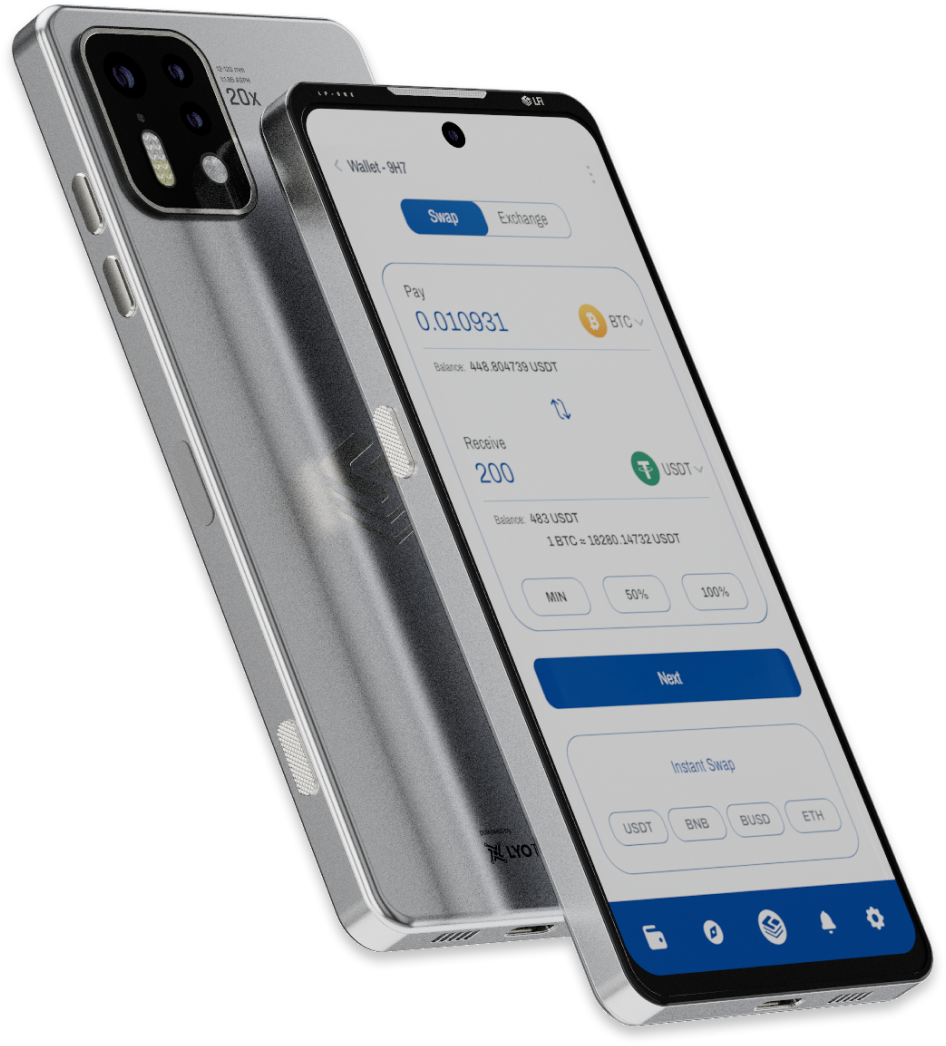 20x
LFI
Wallet - 9H7
Swap
Exchange
Pay
0.010931
BTC
Balance: 448.804739 USDT
Receive
200
USDT
Balance: 483 USDT
1 BTC ≈ 18280.14732 USDT
MIN
50%
100%
Next
Instant Swap
USDT
BNB
BUSD
ETH